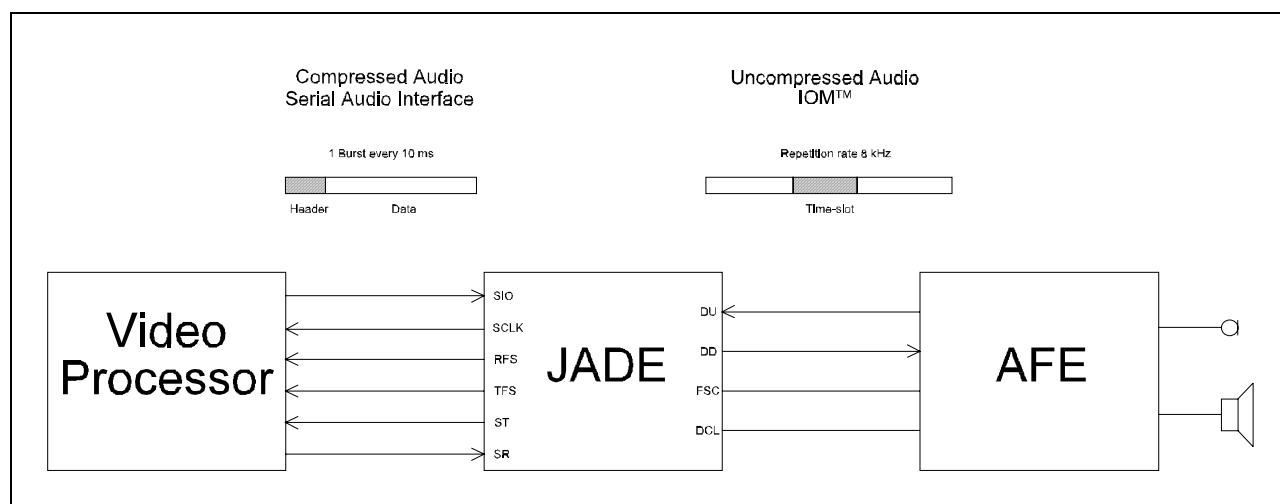 Compressed Audio
Serial Audio Interface
Uncompressed Audio
IOM™
1 Burst every 10 ms
Repetition rate 8 kHz
Header
Data
Time-slot
Video
Processor
SIO
SCLK
RFS
TFS
ST
SR
JADE
DU
DD
FSC
DCL
AFE